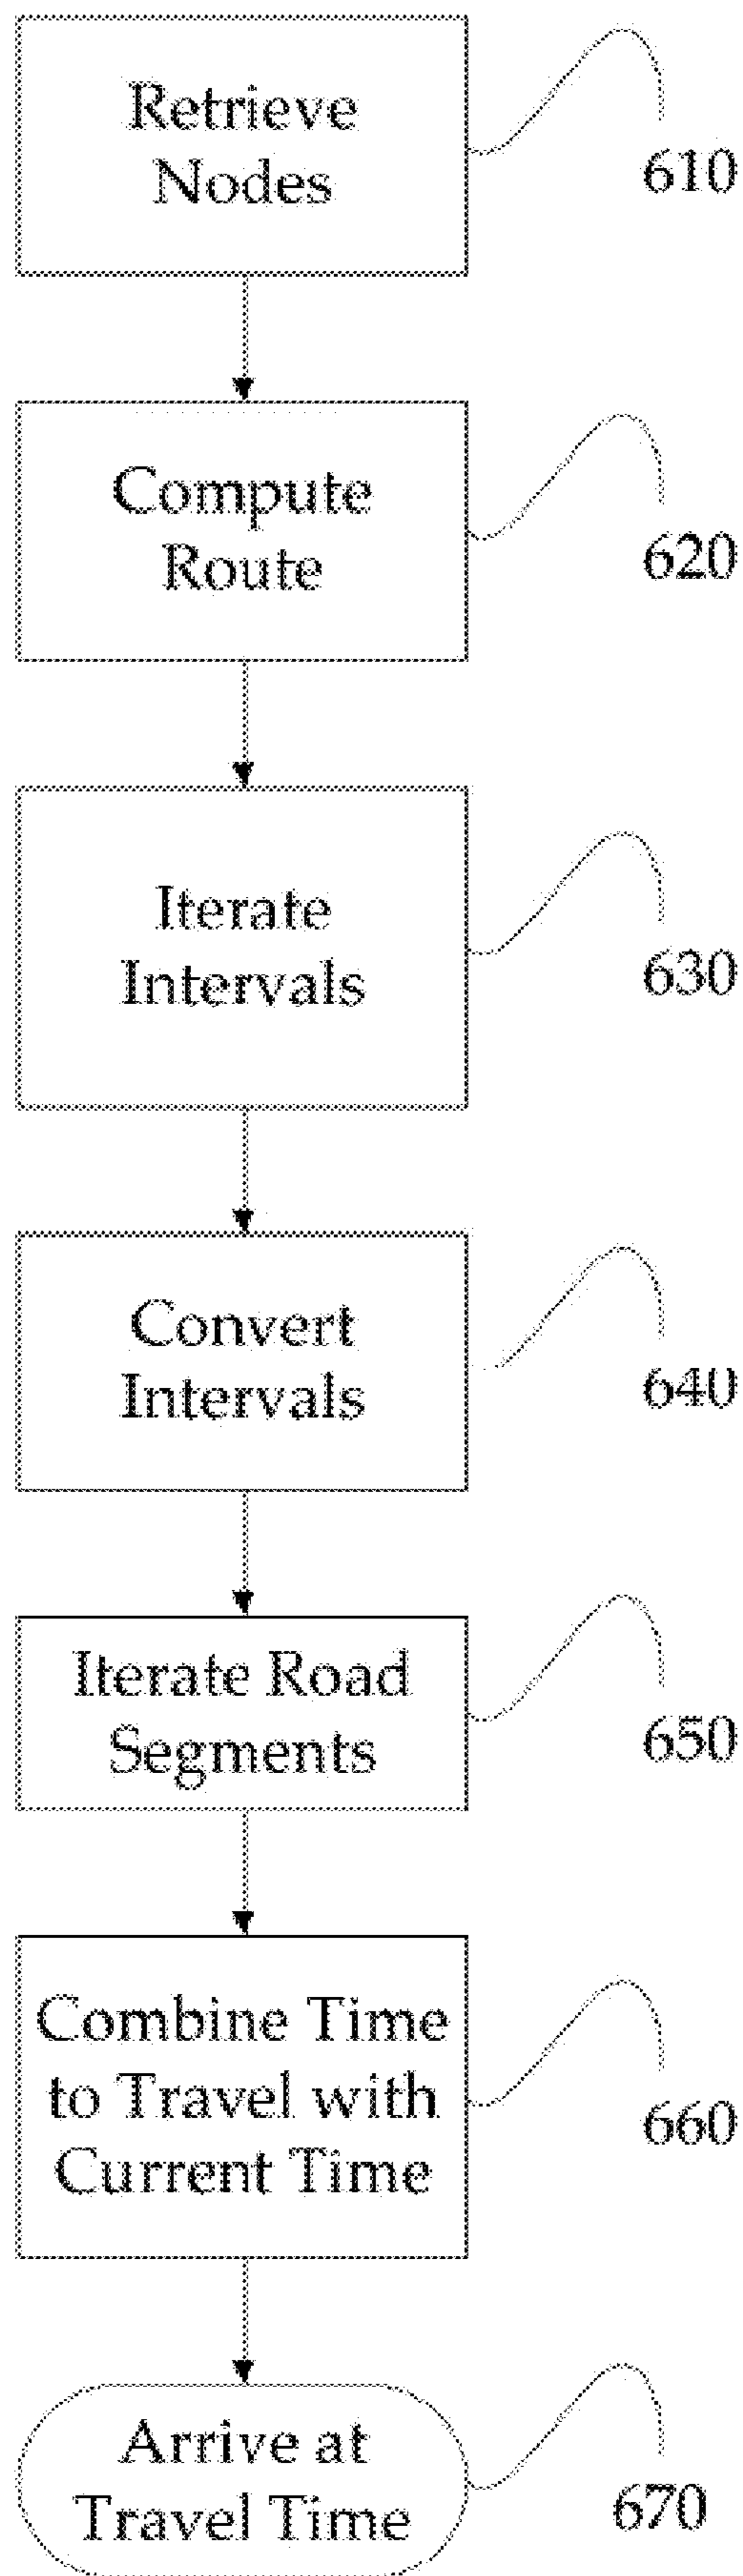 Retrieve
Nodes
610
Compute
Route
620
Iterate
Intervals
630
Convert
Intervals
640
Iterate Road
Segments
650
Combine Time
to Travel with
Current Time
660
Arrive at
Travel Time
670